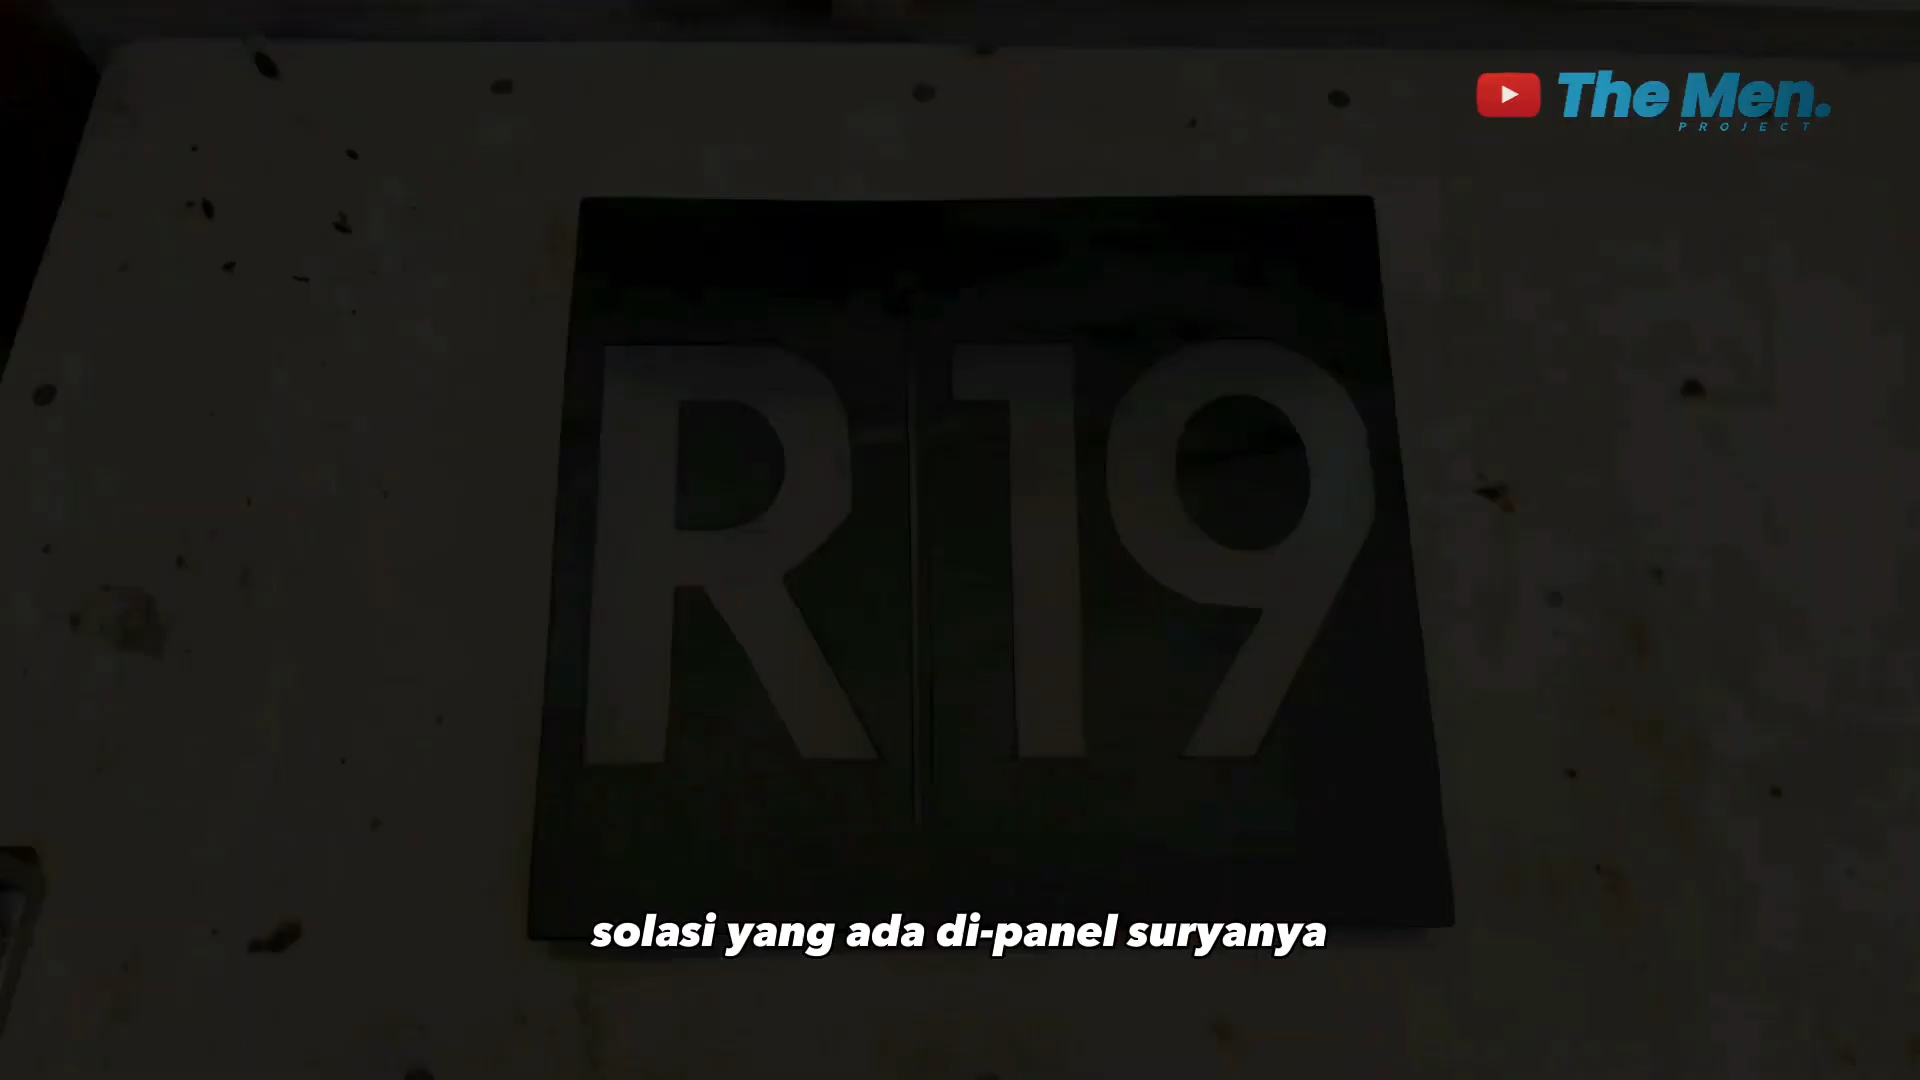 The Men.
PROJECT
R19
solasi yang ada di-panel suryanya